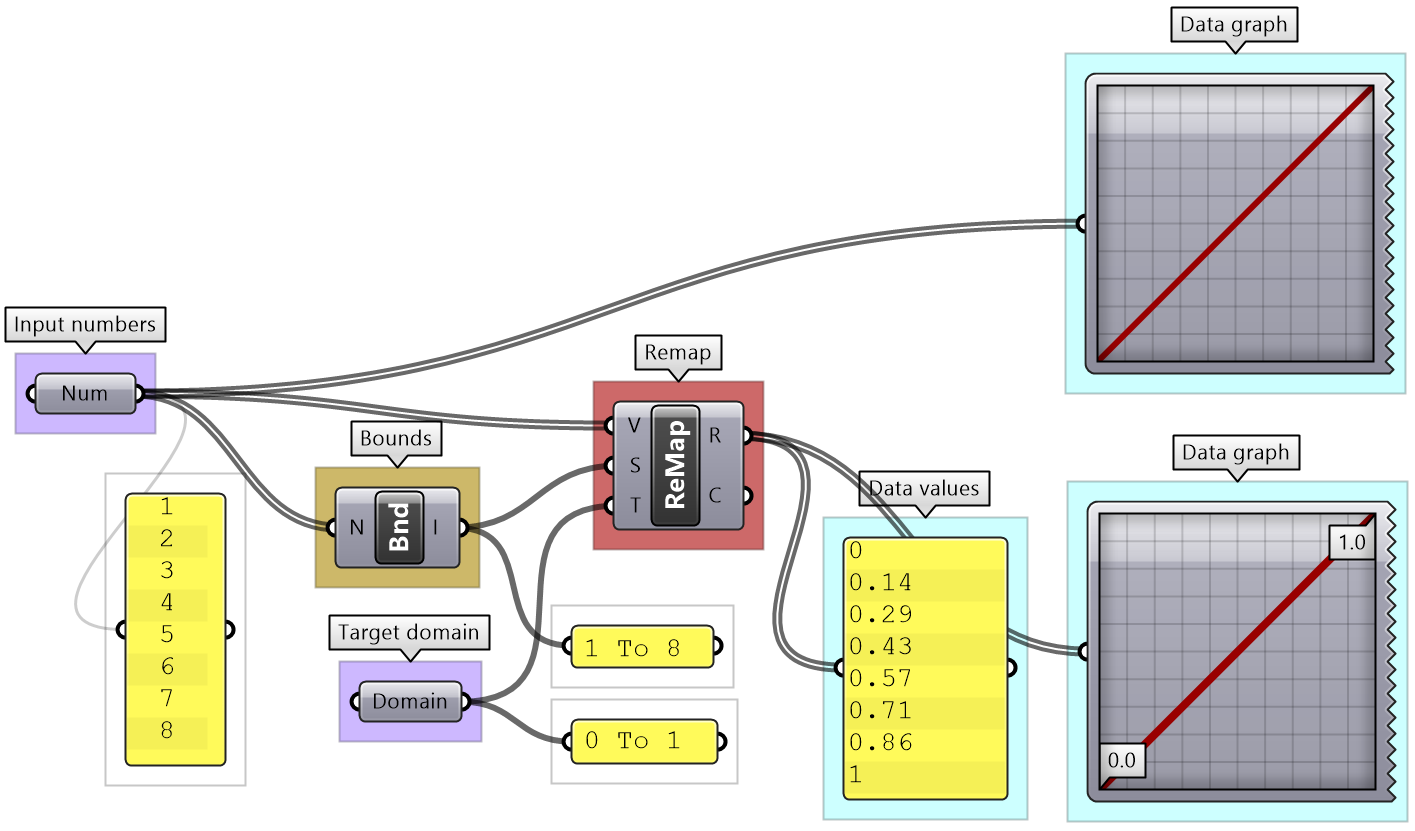 Data graph
Input numbers
Num
Remap
V
S
T
ReMap
R
C
Bounds
N
Bnd
I
Data graph
1.0
0.0
Data values
0
0.14
0.29
0.43
0.57
0.71
0.86
1
1
2
3
4
5
6
7
8
Target domain
Domain
1 To 8
0 To 1